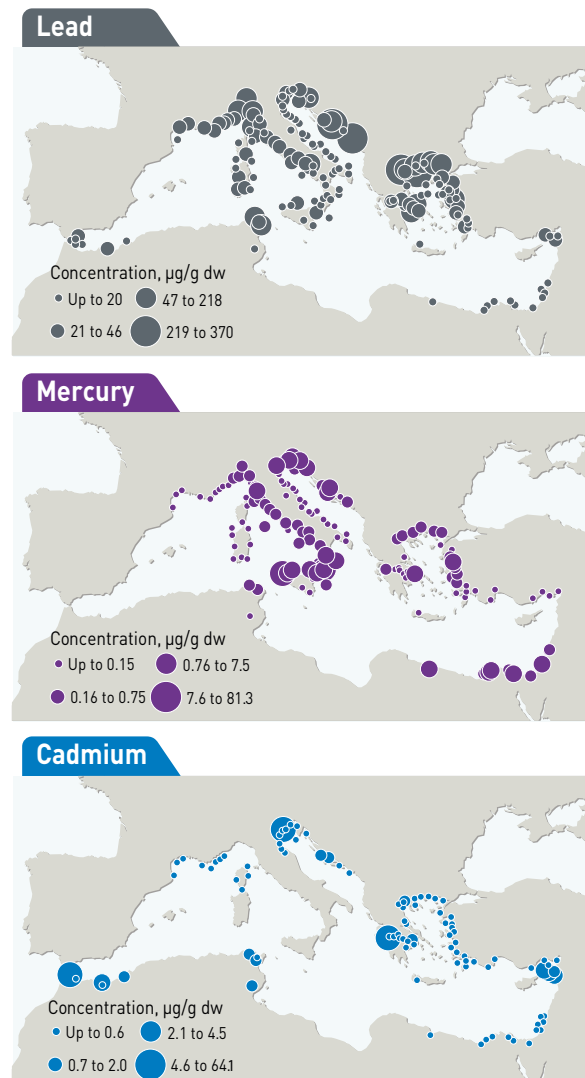 Lead
Concentration, µg/g dw
Up to 20
47 to 218
21 to 46
219 to 370
Mercury
Concentration, µg/g dw
Up to 0.15
0.76 to 7.5
0.16 to 0.75
7.6 to 81.3
Cadmium
Concentration, µg/g dw
Up to 0.6
2.1 to 4.5
0.7 to 2.0
4.6 to 64.1